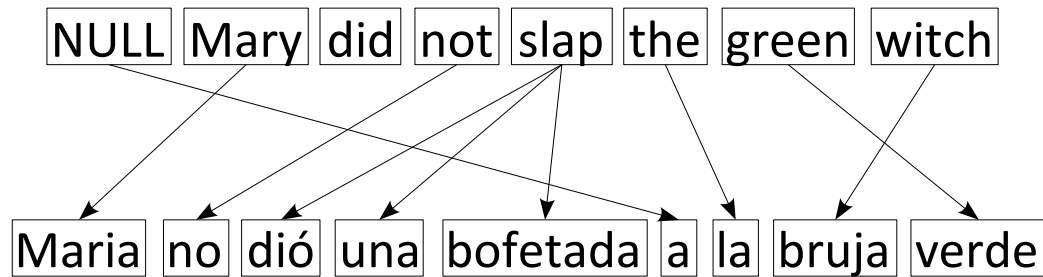 NULL Mary did not slap the green witch
Maria no dió una bofetada a la bruja verde